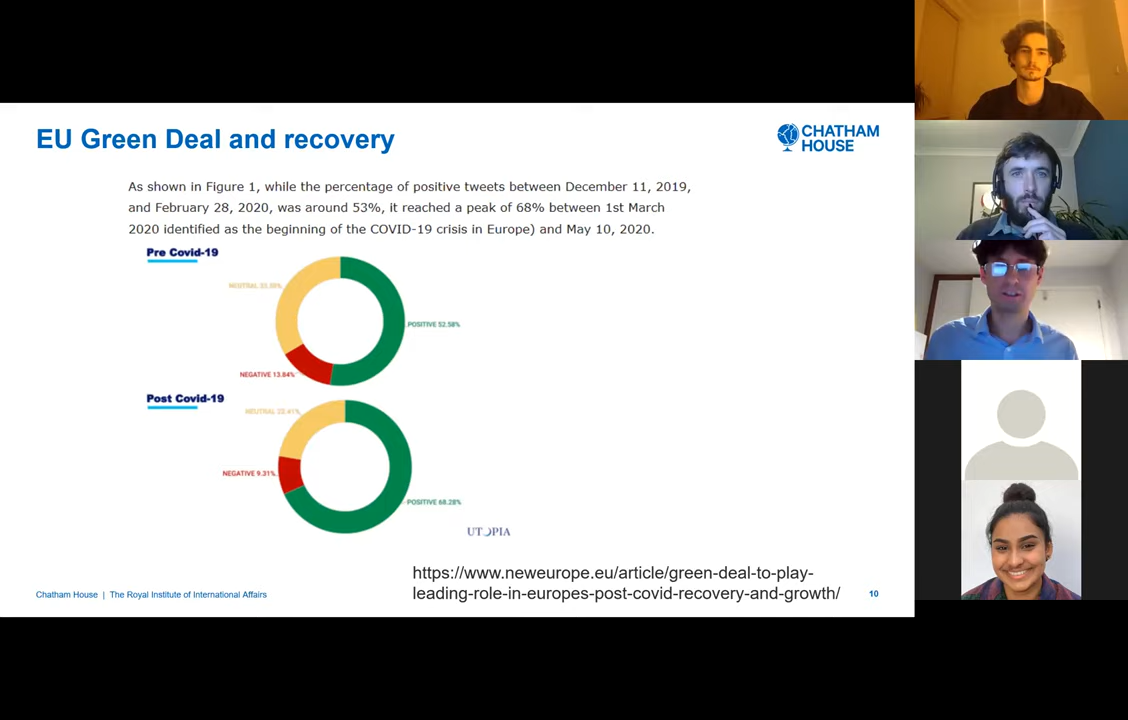 EU Green Deal and recovery
CHATHAM
HOUSE
As shown in Figure 1, while the percentage of positive tweets between December 11, 2019,
and February 28, 2020, was around 53%, it reached a peak of 68% between 1st March
2020 identified as the beginning of the COVID-19 crisis in Europe) and May 10, 2020.
Pre Covid-19
NEUTRAL
POSITIVE 52.58%
NEGATIVE 13.84%
Post Covid-19
NEUTRAL 22.41%
NEGATIVE 9.31%
POSITIVE 68.28%
UTOPIA
https://www.neweurope.eu/article/green-deal-to-play-
leading-role-in-europes-post-covid-recovery-and-growth/
Chatham House | The Royal Institute of International Affairs
10